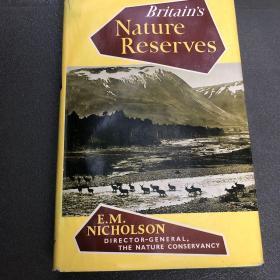 Britain's
Nature
Reserves
E.M.
NICHOLSON
DIRECTOR-GENERAL,
THE NATURE CONSERVANCY